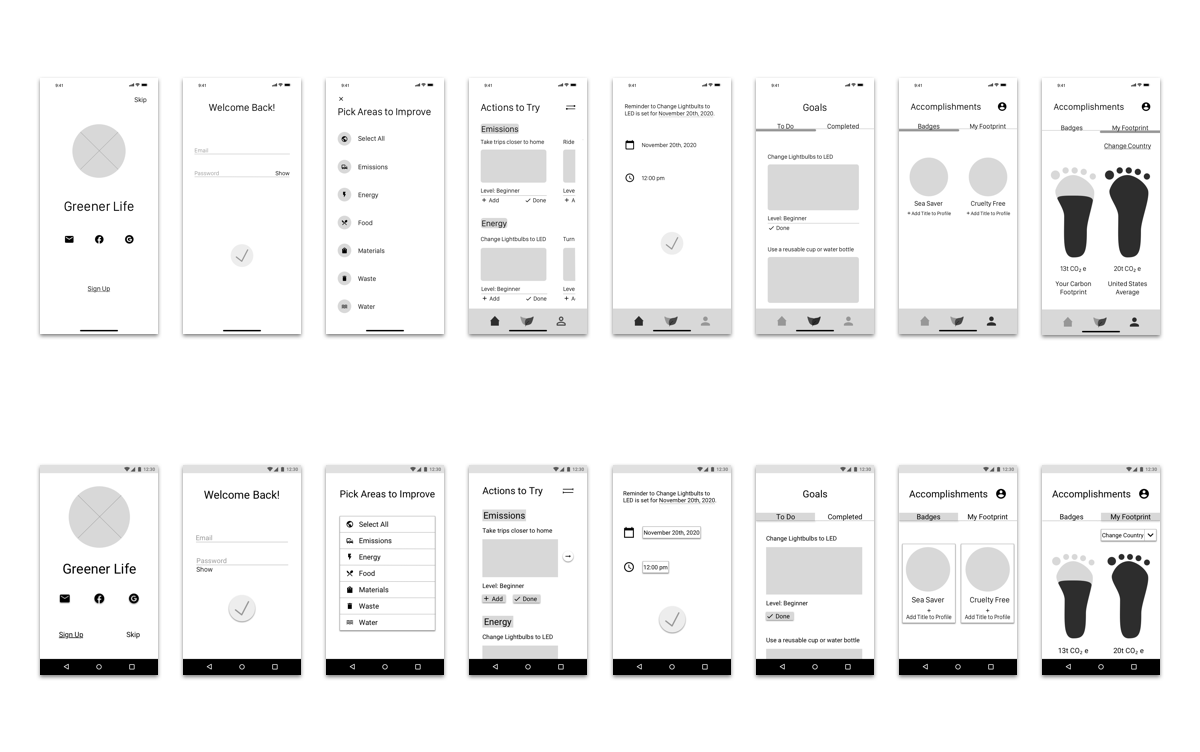 9:41
Skip
Greener Life
Sign Up
9:41
Welcome Back!
Email
Password
Show
9:41
Pick Areas to Improve
Select All
Emissions
Energy
Food
Materials
Waste
Water
9:41
Actions to Try
Emissions
Take trips closer to home
Ride
Level: Beginner
Leve
+ Add
Done
+ A
Energy
Change Lightbulbs to LED
Turn
Level: Beginner
Leve
+ Add
Done
+ A
9:41
Reminder to Change Lightbulbs to
LED is set for November 20th, 2020.
November 20th, 2020
12:00 pm
9:41
Goals
To Do
Completed
Change Lightbulbs to LED
Level: Beginner
Done
Use a reusable cup or water bottle
9:41
Accomplishments
Badges
My Footprint
Sea Saver
Cruelty Free
+ Add Title to Profile
+ Add Title to Profile
9:41
Accomplishments
Badges
My Footprint
Change Country
13t CO₂ e
20t CO₂ e
Your Carbon
Footprint
United States
Average
12:30
Greener Life
Sign Up
Skip
12:30
Welcome Back!
Email
Password
Show
12:30
Pick Areas to Improve
Select All
Emissions
Energy
Food
Materials
Waste
Water
12:30
Actions to Try
Emissions
Take trips closer to home
Level: Beginner
+ Add
Done
Energy
Change Lightbulbs to LED
12:30
Reminder to Change Lightbulbs to
LED is set for November 20th, 2020.
November 20th, 2020
12:00 pm
12:30
Goals
To Do
Completed
Change Lightbulbs to LED
Level: Beginner
Done
Use a reusable cup or water bottle
12:30
Accomplishments
Badges
My Footprint
Sea Saver
Cruelty Free
+
+
Add Title to Profile
Add Title to Profile
12:30
Accomplishments
Badges
My Footprint
Change Country
13t CO₂ e
20t CO₂ e